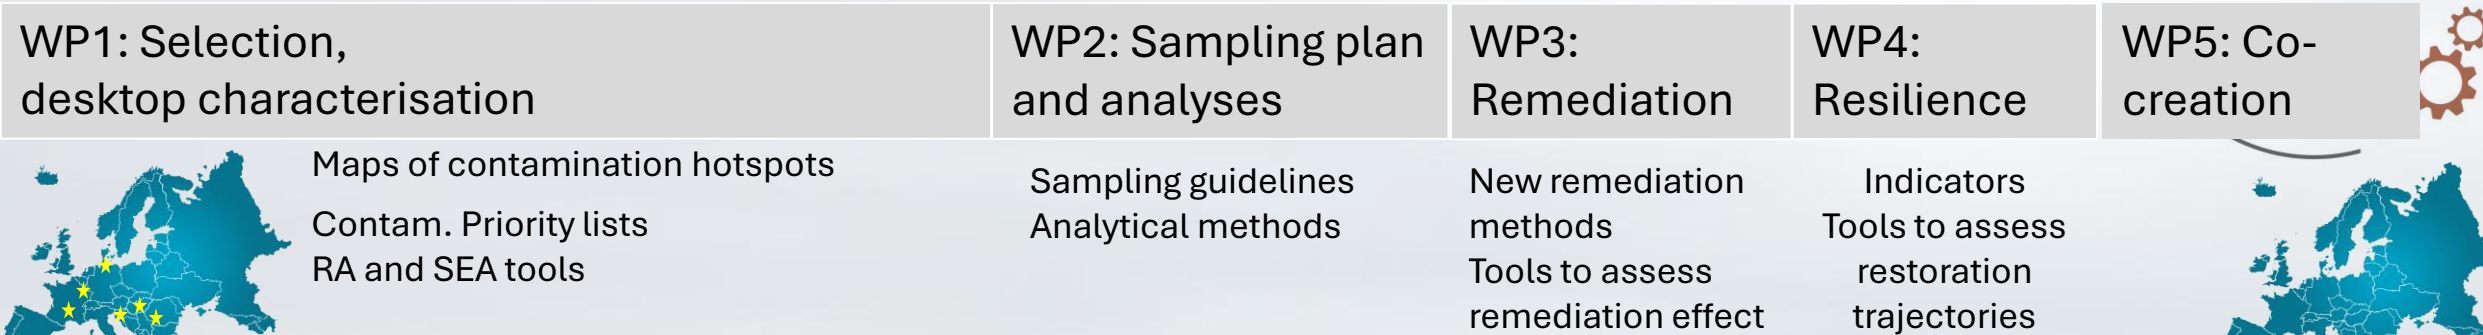 WP1: Selection,
desktop characterisation
WP2: Sampling plan
and analyses
WP3:
Remediation
WP4:
Resilience
WP5: Co-
creation
Maps of contamination hotspots
Contam. Priority lists
RA and SEA tools
Sampling guidelines
Analytical methods
New remediation
methods
Tools to assess
remediation effect
Indicators
Tools to assess
restoration
trajectories